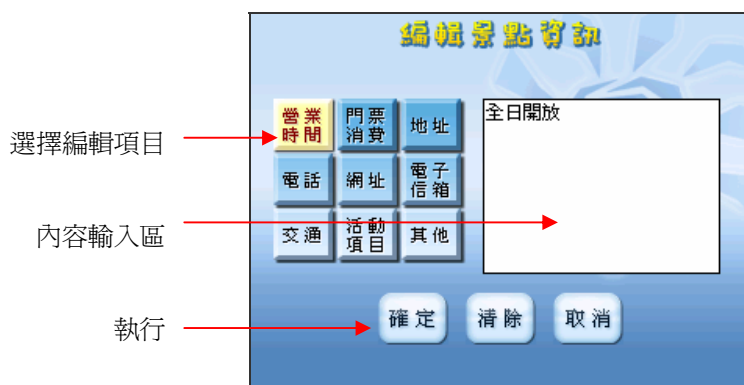 編輯景點資訊
選擇編輯項目
營業時間
門票消費
地址
全日開放
電話
網址
電子信箱
內容輸入區
交通
活動項目
其他
執行
確定
清除
取消